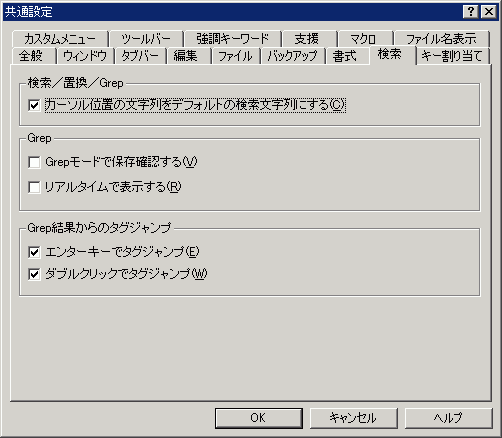 共通設定
カスタムメニュー ツールバー 強調キーワード 支援 マクロ ファイル名表示
全般 ウィンドウ タブバー 編集 ファイル バックアップ 書式 検索 キー割り当て
検索／置換／Grep
カーソル位置の文字列をデフォルトの検索文字列にする(C)
Grep
Grepモードで保存確認する(V)
リアルタイムで表示する(R)
Grep結果からのタグジャンプ
エンターキーでタグジャンプ(E)
ダブルクリックでタグジャンプ(W)
OK キャンセル ヘルプ